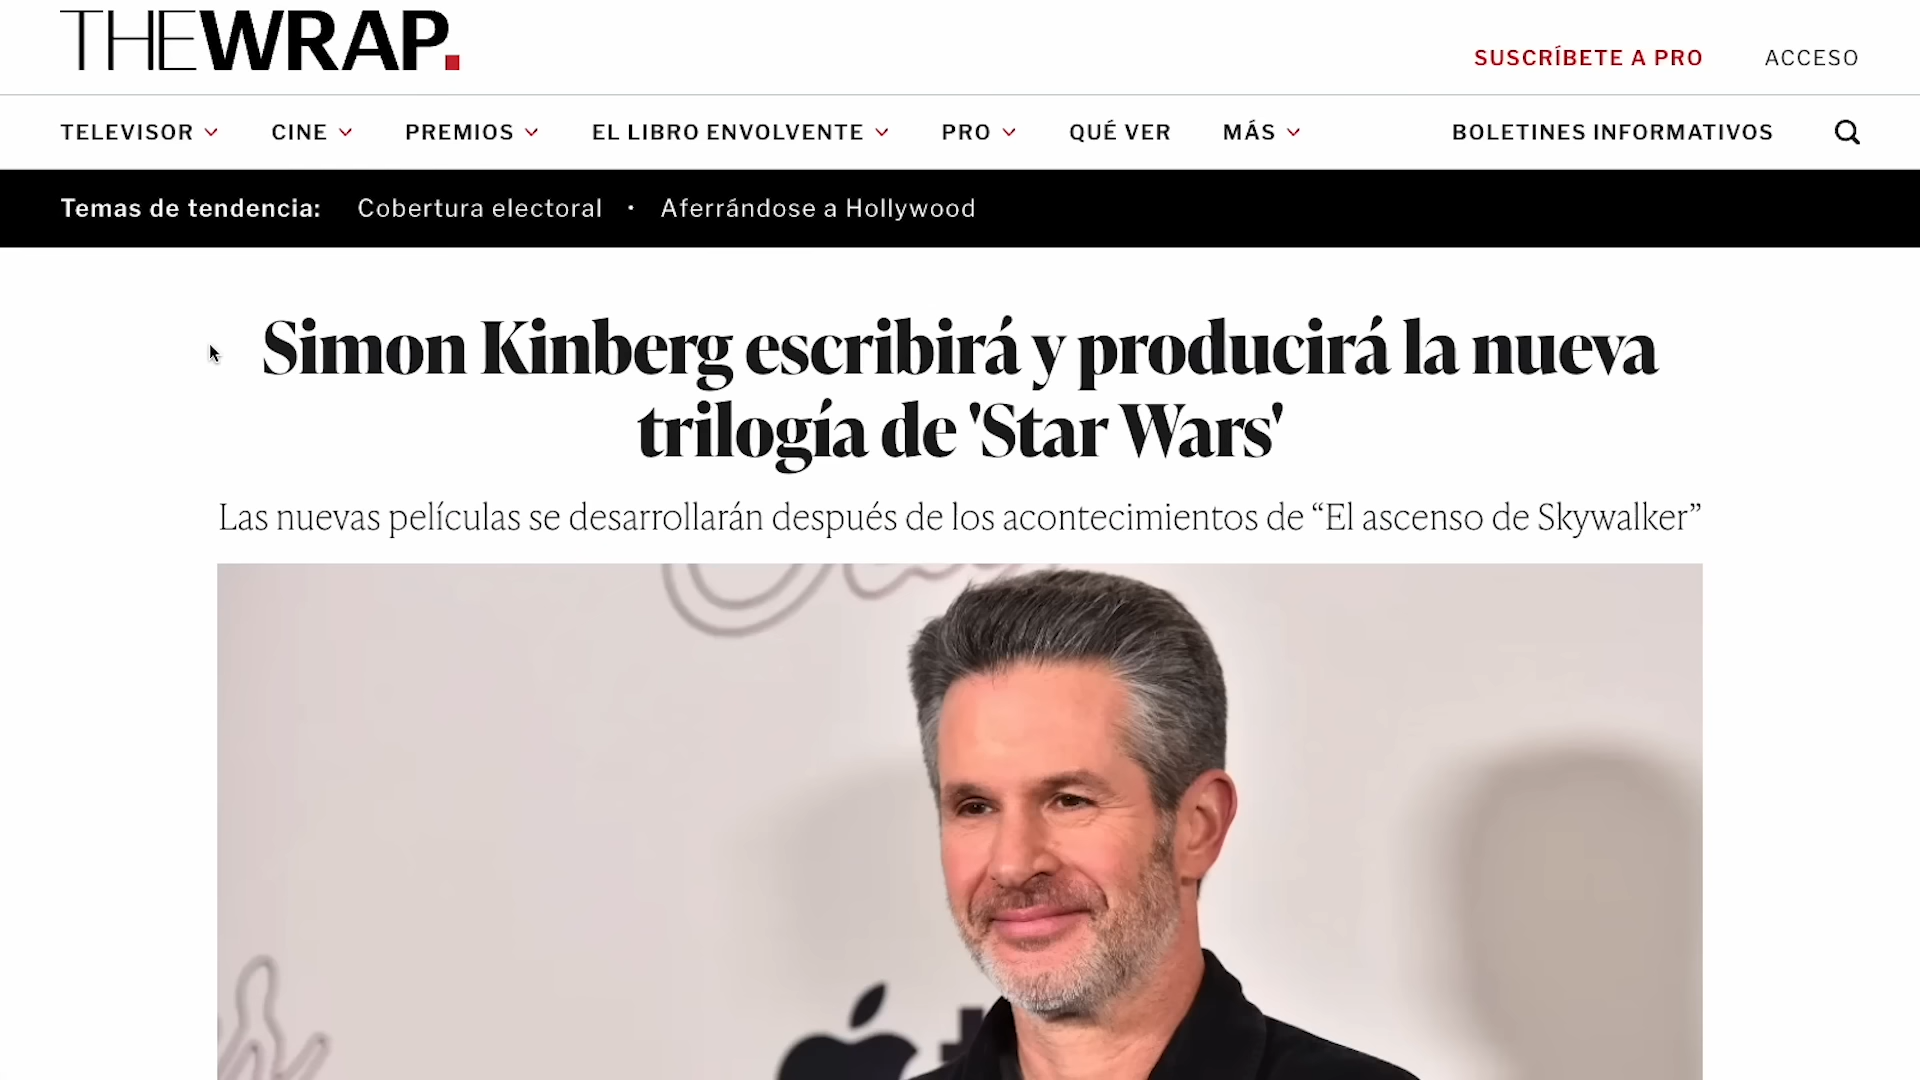 THEWRAP.
SUSCRÍBETE A PRO ACCESO
TELEVISOR CINE PREMIOS EL LIBRO ENVOLVENTE PRO QUÉ VER MÁS BOLETINES INFORMATIVOS
Temas de tendencia: Cobertura electoral • Aferrándose a Hollywood
Simon Kinberg escribirá y producirá la nueva
trilogía de 'Star Wars'
Las nuevas películas se desarrollarán después de los acontecimientos de “El ascenso de Skywalker”